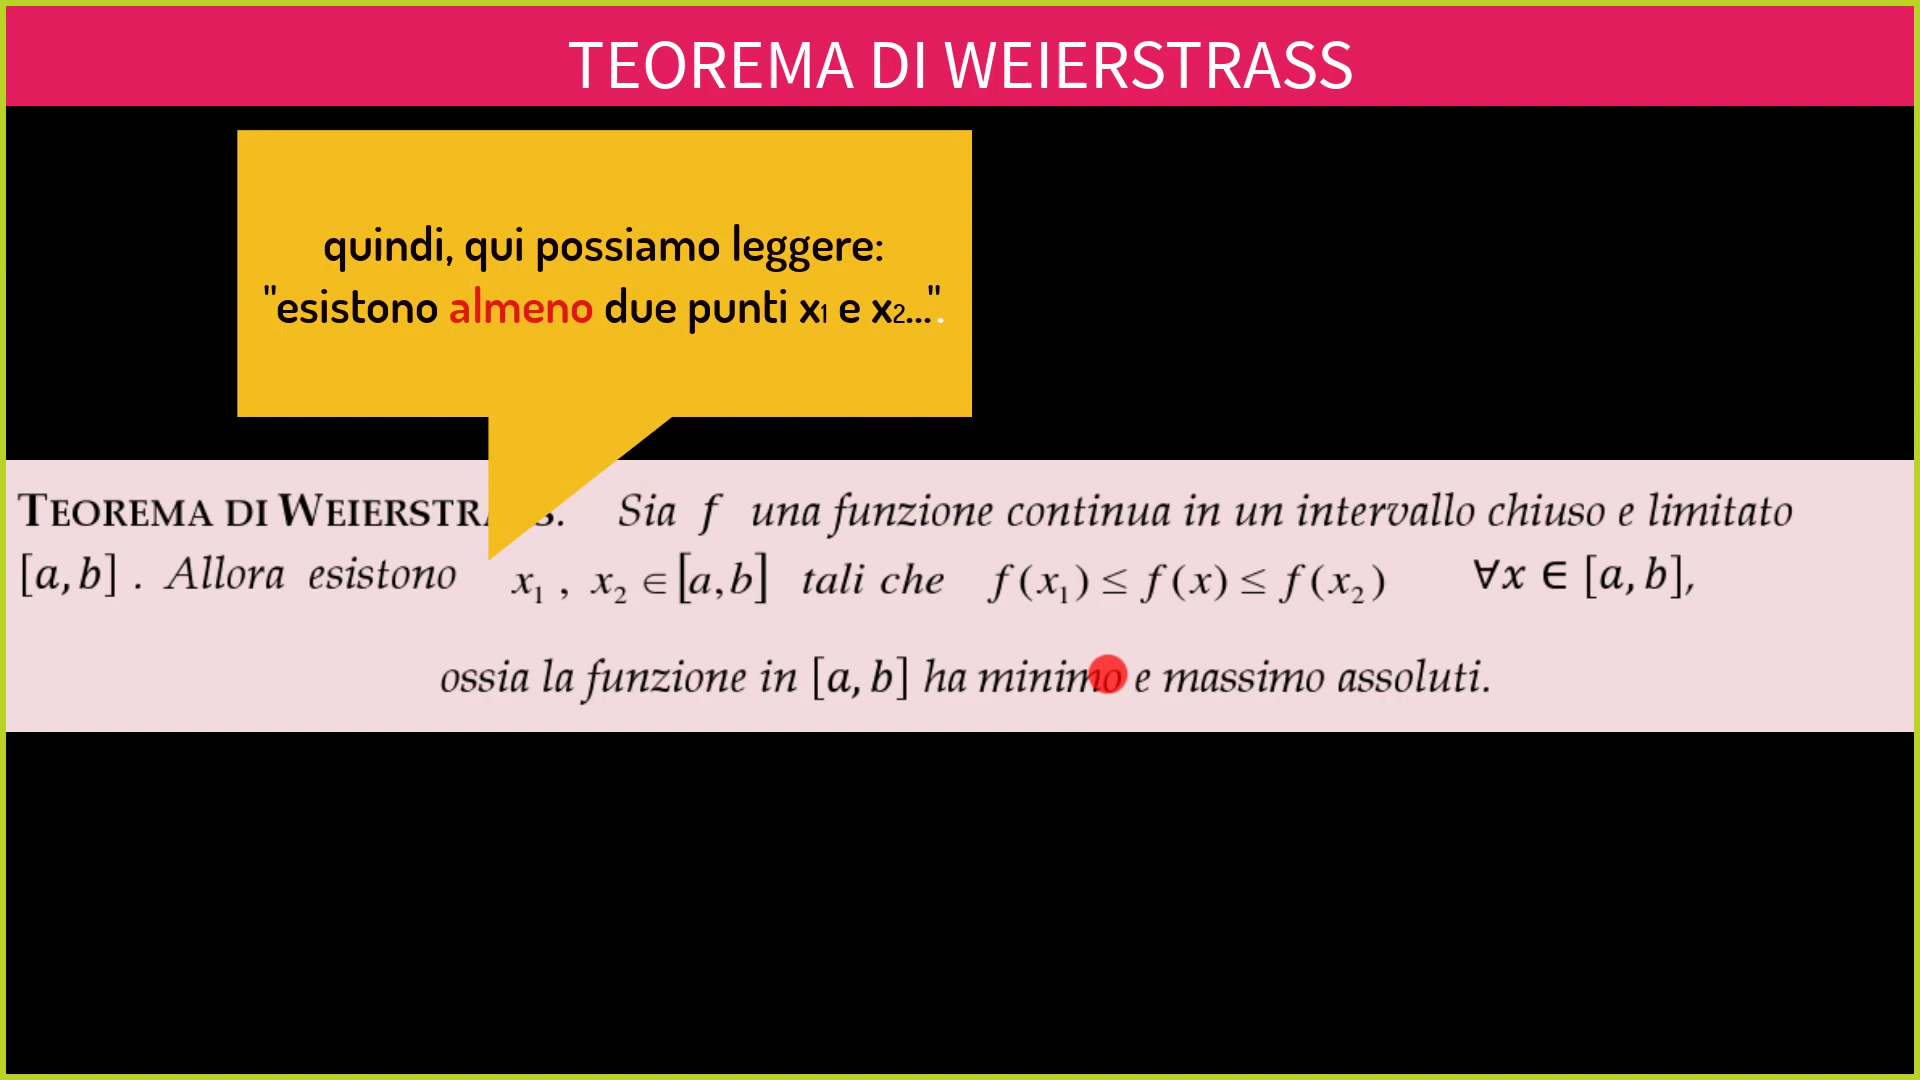 TEOREMA DI WEIERSTRASS
quindi, qui possiamo leggere:
"esistono almeno due punti x₁ e x₂...".
TEOREMA DI WEIERSTRASS. Sia f una funzione continua in un intervallo chiuso e limitato
[a, b] . Allora esistono x₁ , x₂ ∈ [a,b] tali che f(x₁) ≤ f(x) ≤ f(x₂) ∀x ∈ [a, b],
ossia la funzione in [a, b] ha minimo e massimo assoluti.